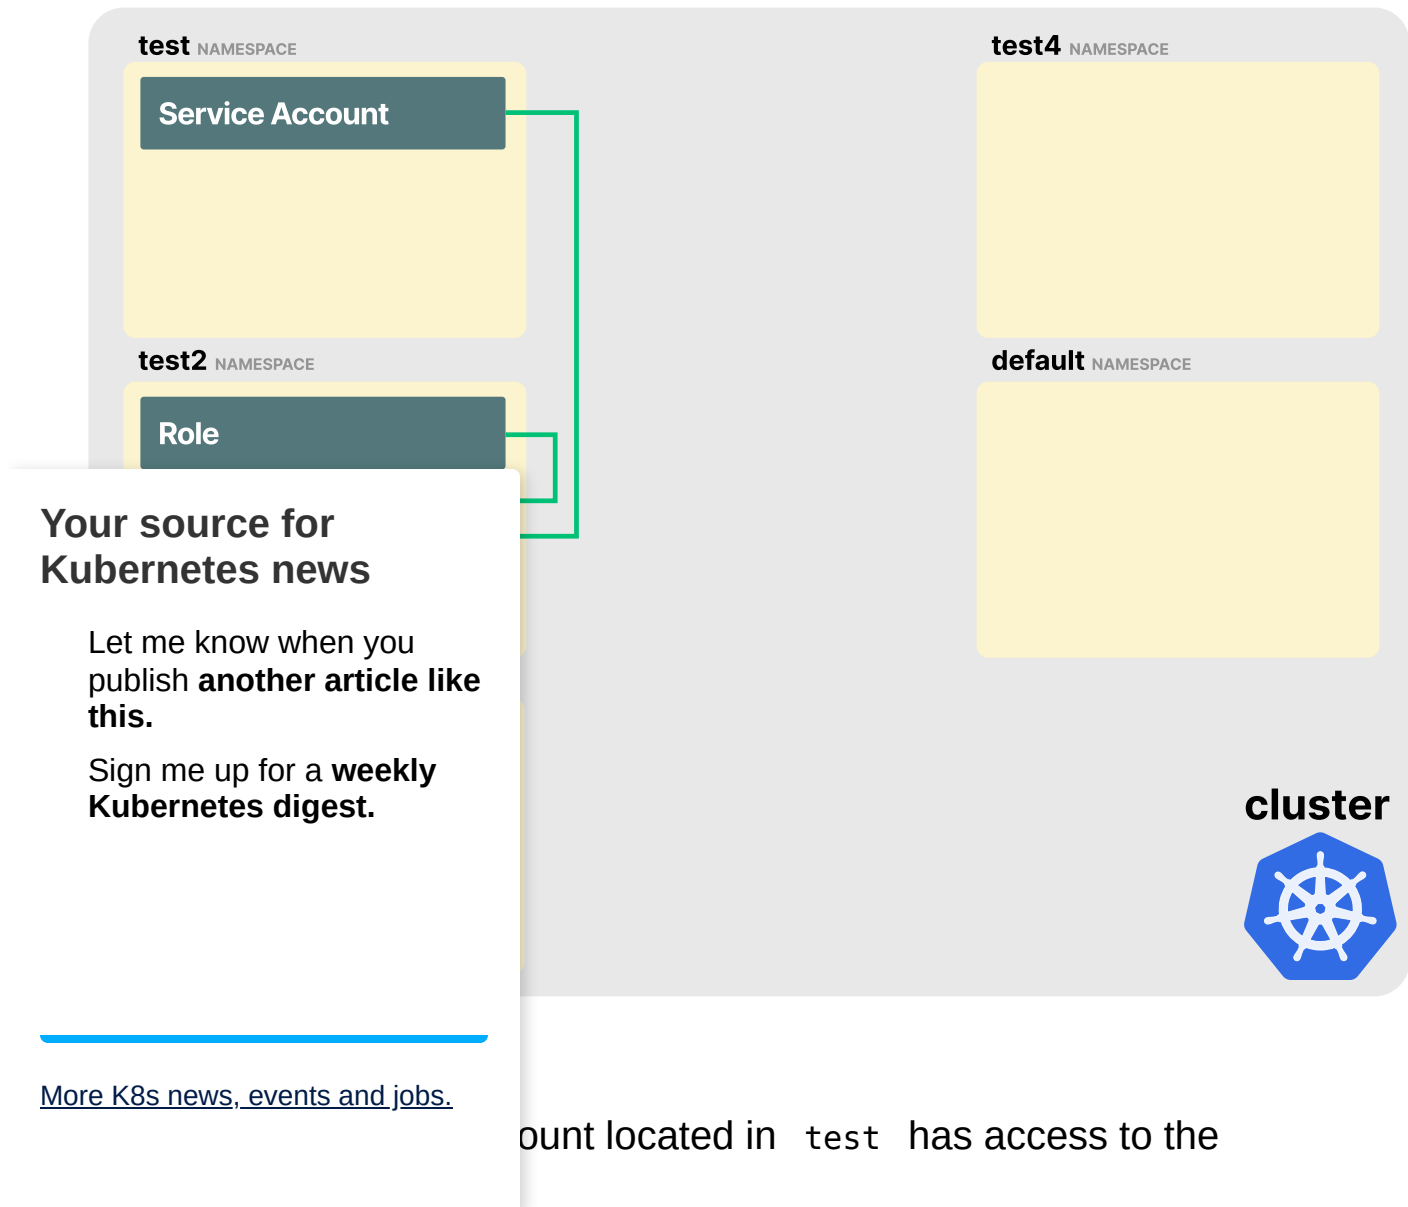 test NAMESPACE
test4 NAMESPACE
Service Account
test2 NAMESPACE
default NAMESPACE
Role
Your source for
Kubernetes news
Let me know when you
publish another article like
this.
Sign me up for a weekly
Kubernetes digest.
cluster
More K8s news, events and jobs.
ount located in test has access to the